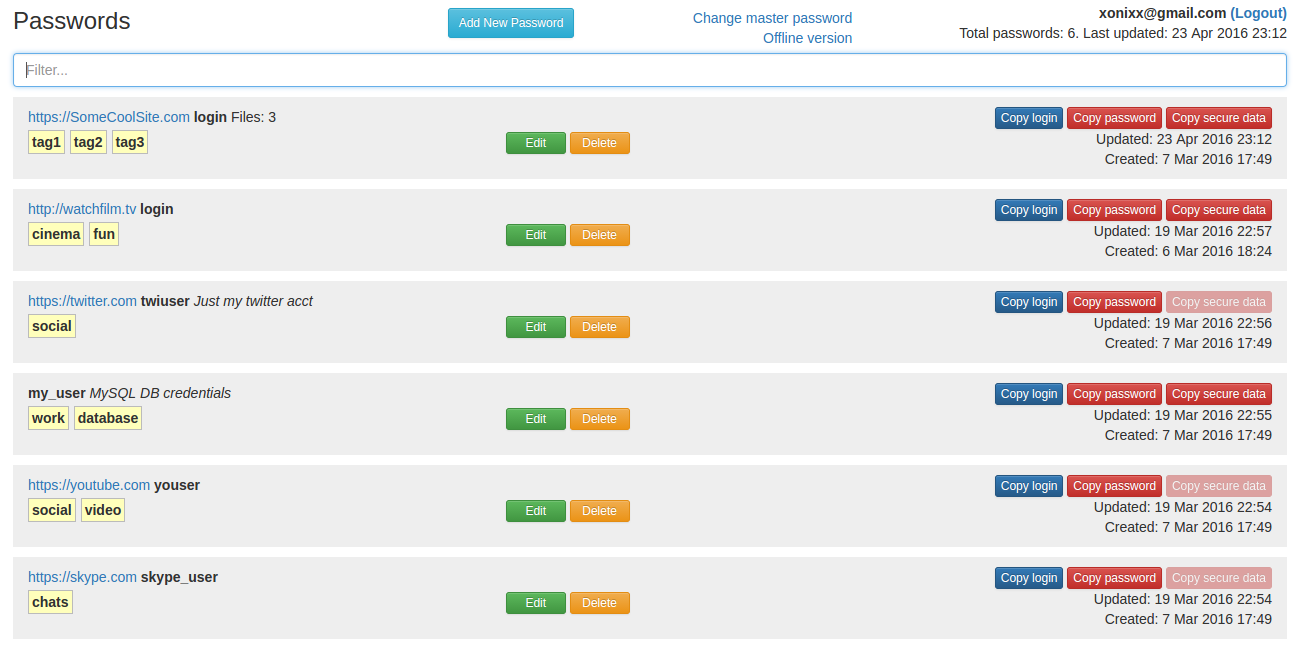 Passwords
Add New Password
Change master password
Offline version
xonixx@gmail.com (Logout)
Total passwords: 6. Last updated: 23 Apr 2016 23:12
Filter...
https://SomeCoolSite.com login Files: 3
tag1 tag2 tag3
Edit Delete
Copy login Copy password Copy secure data
Updated: 23 Apr 2016 23:12
Created: 7 Mar 2016 17:49
http://watchfilm.tv login
cinema fun
Edit Delete
Copy login Copy password Copy secure data
Updated: 19 Mar 2016 22:57
Created: 6 Mar 2016 18:24
https://twitter.com twiuser Just my twitter acct
social
Edit Delete
Copy login Copy password Copy secure data
Updated: 19 Mar 2016 22:56
Created: 7 Mar 2016 17:49
my_user MySQL DB credentials
work database
Edit Delete
Copy login Copy password Copy secure data
Updated: 19 Mar 2016 22:55
Created: 7 Mar 2016 17:49
https://youtube.com youser
social video
Edit Delete
Copy login Copy password Copy secure data
Updated: 19 Mar 2016 22:54
Created: 7 Mar 2016 17:49
https://skype.com skype_user
chats
Edit Delete
Copy login Copy password Copy secure data
Updated: 19 Mar 2016 22:54
Created: 7 Mar 2016 17:49